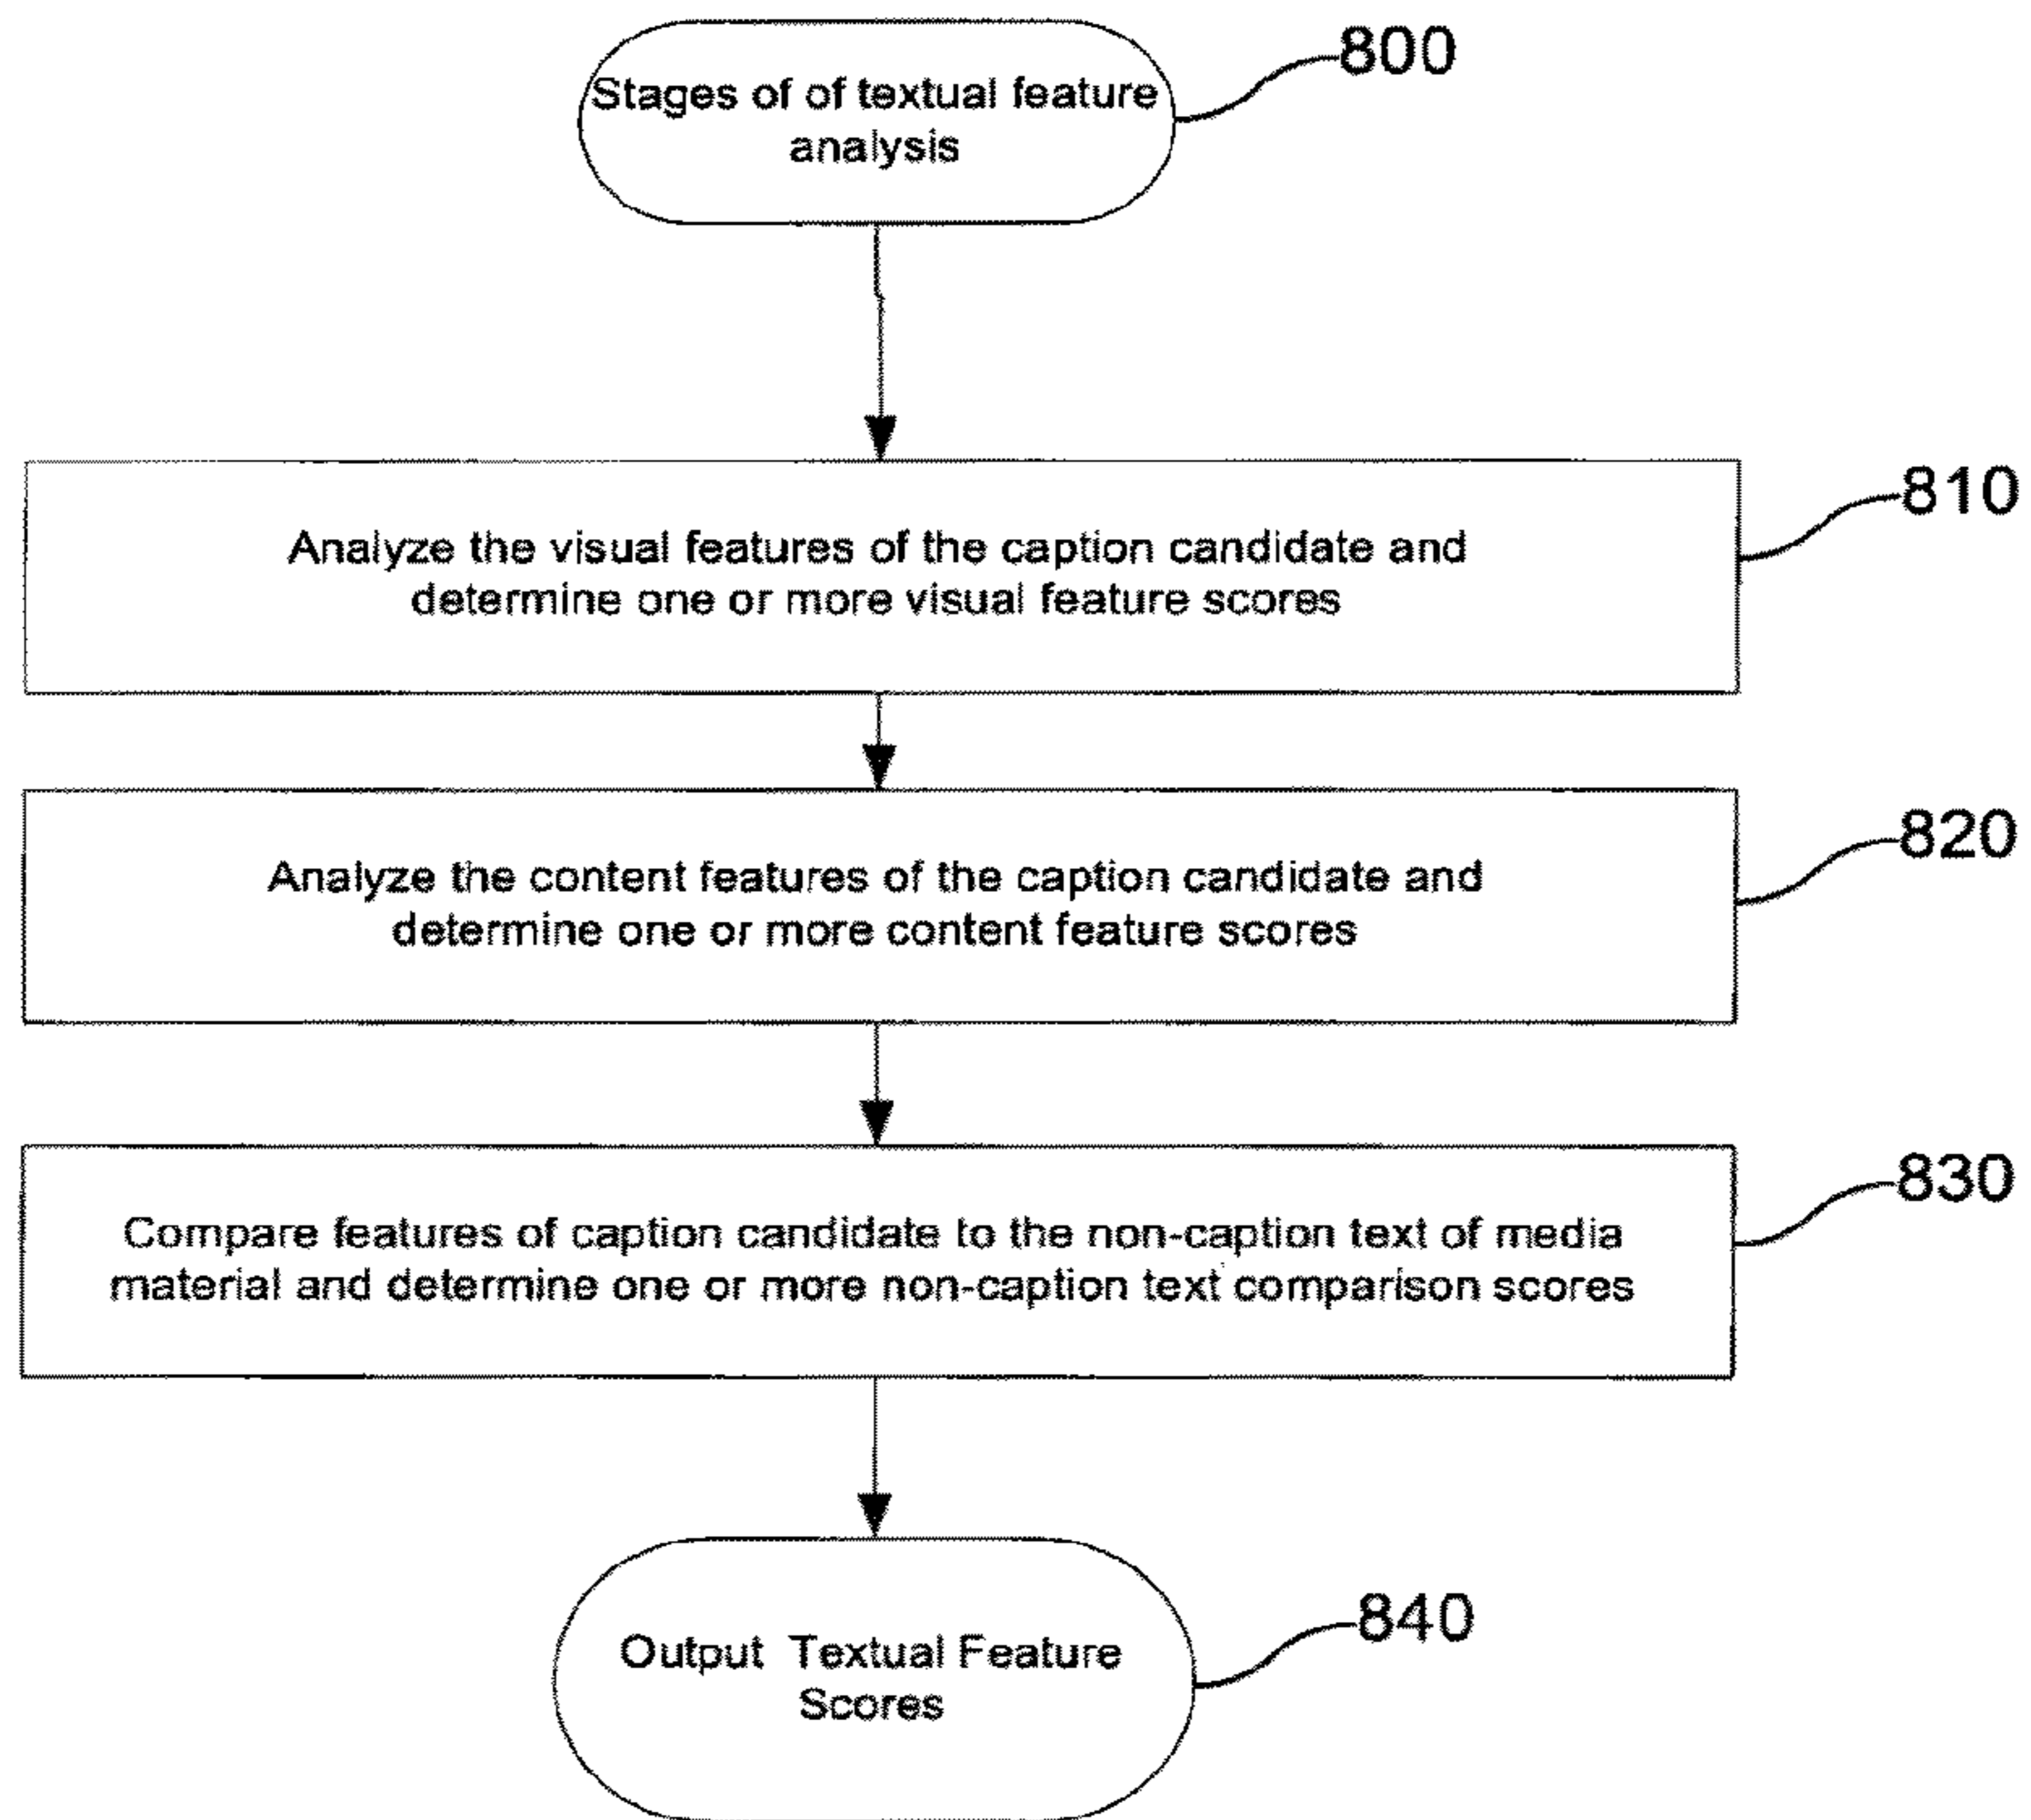 Stages of of textual feature
analysis
800
Analyze the visual features of the caption candidate and
determine one or more visual feature scores
810
Analyze the content features of the caption candidate and
determine one or more content feature scores
820
Compare features of caption candidate to the non-caption text of media
material and determine one or more non-caption text comparison scores
830
Output Textual Feature
Scores
840